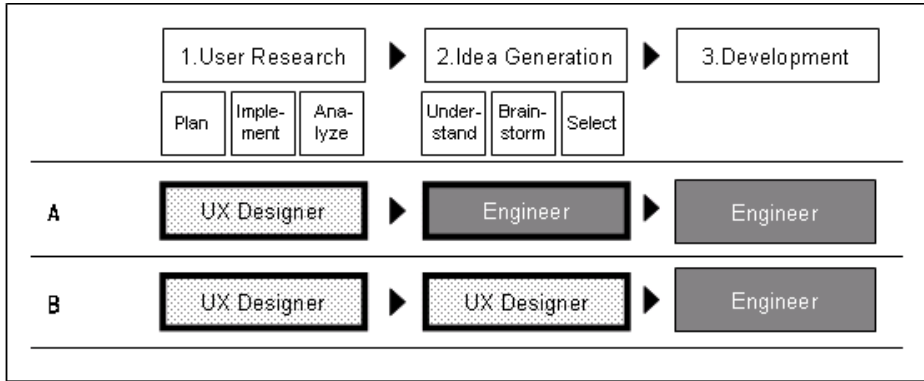 1.User Research
2.Idea Generation
3.Development
Plan
Imple-
ment
Ana-
lyze
Under-
stand
Brain-
storm
Select
A
UX Designer
Engineer
Engineer
B
UX Designer
UX Designer
Engineer